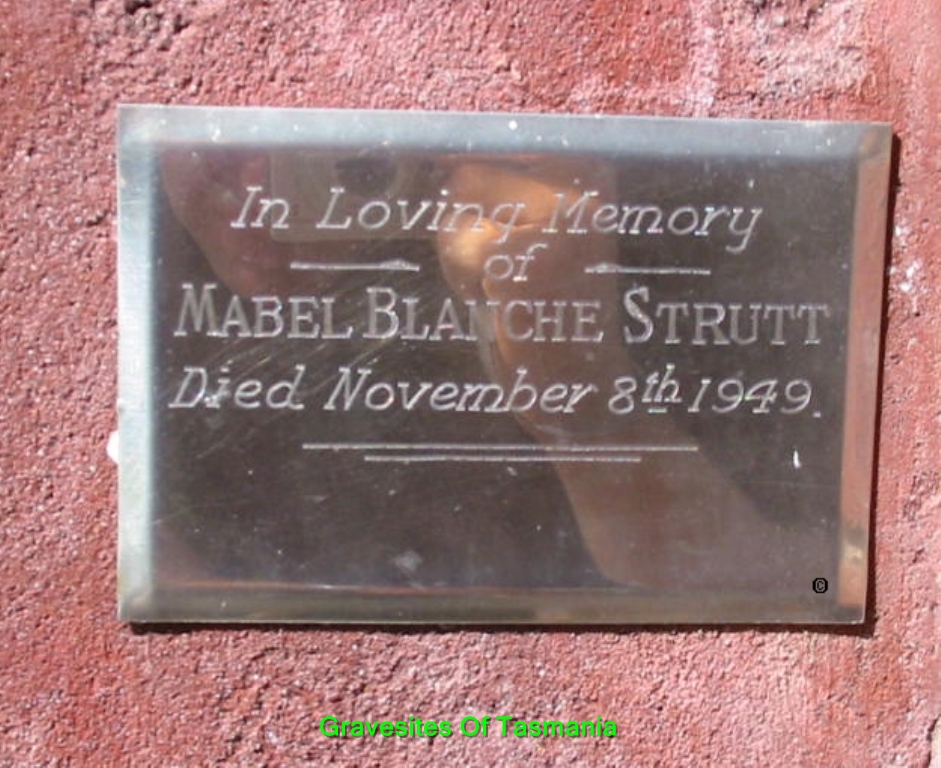 In Loving Memory
of
MABEL BLANCHE STRUTT
Died November 8th 1949.
©
Gravesites Of Tasmania